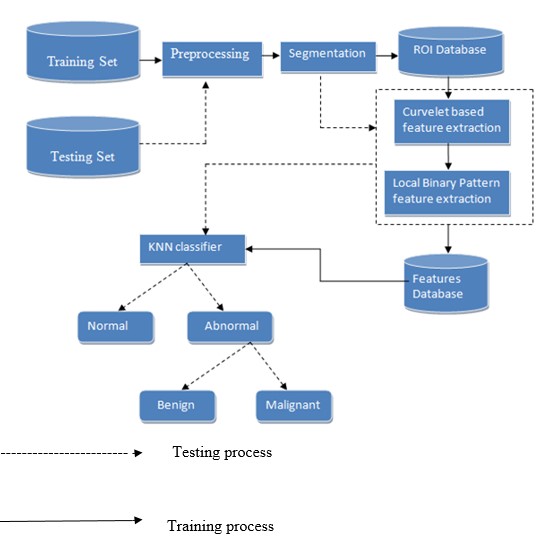 Training Set
Preprocessing
Segmentation
ROI Database
Testing Set
Curvelet based
feature extraction
Local Binary Pattern
feature extraction
KNN classifier
Features
Database
Normal
Abnormal
Benign
Malignant
Testing process
Training process